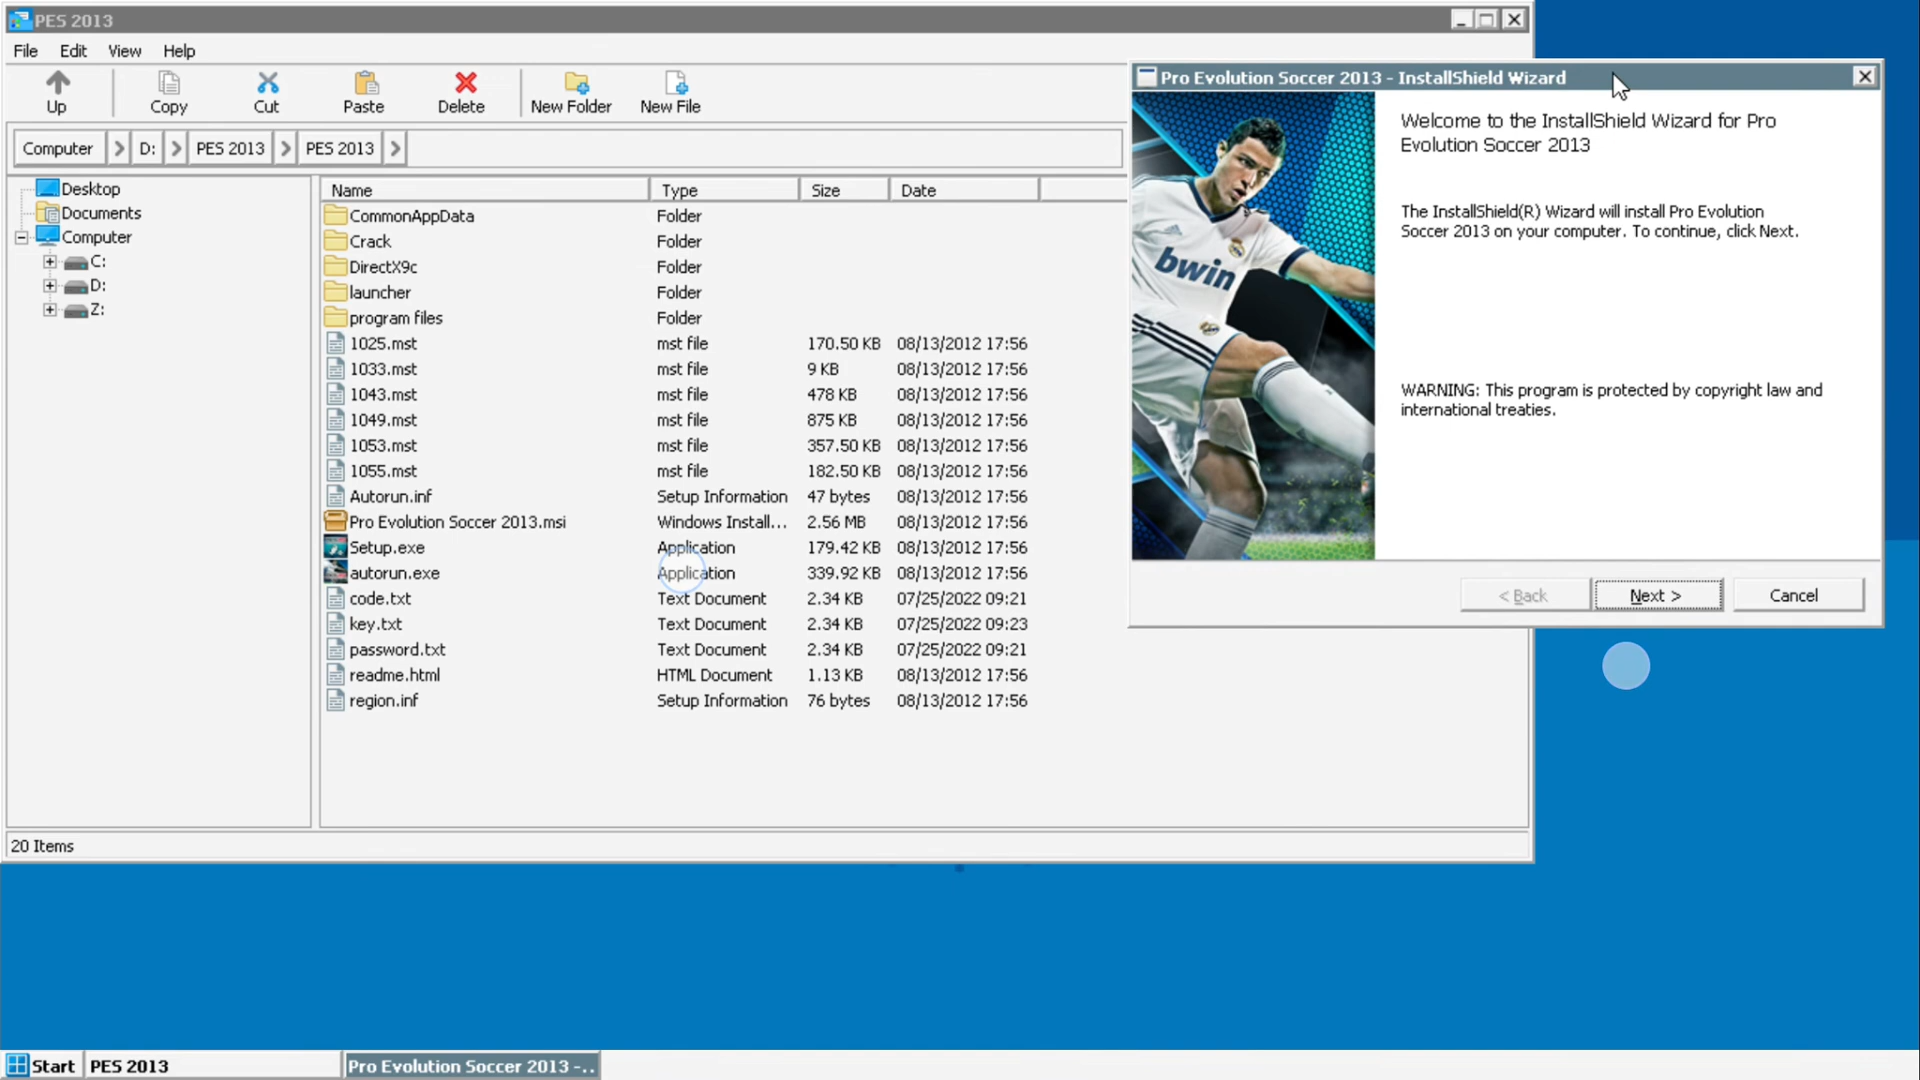 PES 2013
File Edit View Help
Up Copy Cut Paste Delete New Folder New File
Computer D: PES 2013 PES 2013
Desktop
Documents
Computer
C:
D:
Z:
Name Type Size Date
CommonAppData Folder
Crack Folder
DirectX9c Folder
launcher Folder
program files Folder
1025.mst mst file 170.50 KB 08/13/2012 17:56
1033.mst mst file 9 KB 08/13/2012 17:56
1043.mst mst file 478 KB 08/13/2012 17:56
1049.mst mst file 875 KB 08/13/2012 17:56
1053.mst mst file 357.50 KB 08/13/2012 17:56
1055.mst mst file 182.50 KB 08/13/2012 17:56
Autorun.inf Setup Information 47 bytes 08/13/2012 17:56
Pro Evolution Soccer 2013.msi Windows Install... 2.56 MB 08/13/2012 17:56
Setup.exe Application 179.42 KB 08/13/2012 17:56
autorun.exe Application 339.92 KB 08/13/2012 17:56
code.txt Text Document 2.34 KB 07/25/2022 09:21
key.txt Text Document 2.34 KB 07/25/2022 09:23
password.txt Text Document 2.34 KB 07/25/2022 09:21
readme.html HTML Document 1.13 KB 08/13/2012 17:56
region.inf Setup Information 76 bytes 08/13/2012 17:56
20 Items
Pro Evolution Soccer 2013 - InstallShield Wizard
bwin
Welcome to the InstallShield Wizard for Pro
Evolution Soccer 2013
The InstallShield(R) Wizard will install Pro Evolution
Soccer 2013 on your computer. To continue, click Next.
WARNING: This program is protected by copyright law and
international treaties.
< Back Next > Cancel
Start PES 2013 Pro Evolution Soccer 2013 -..